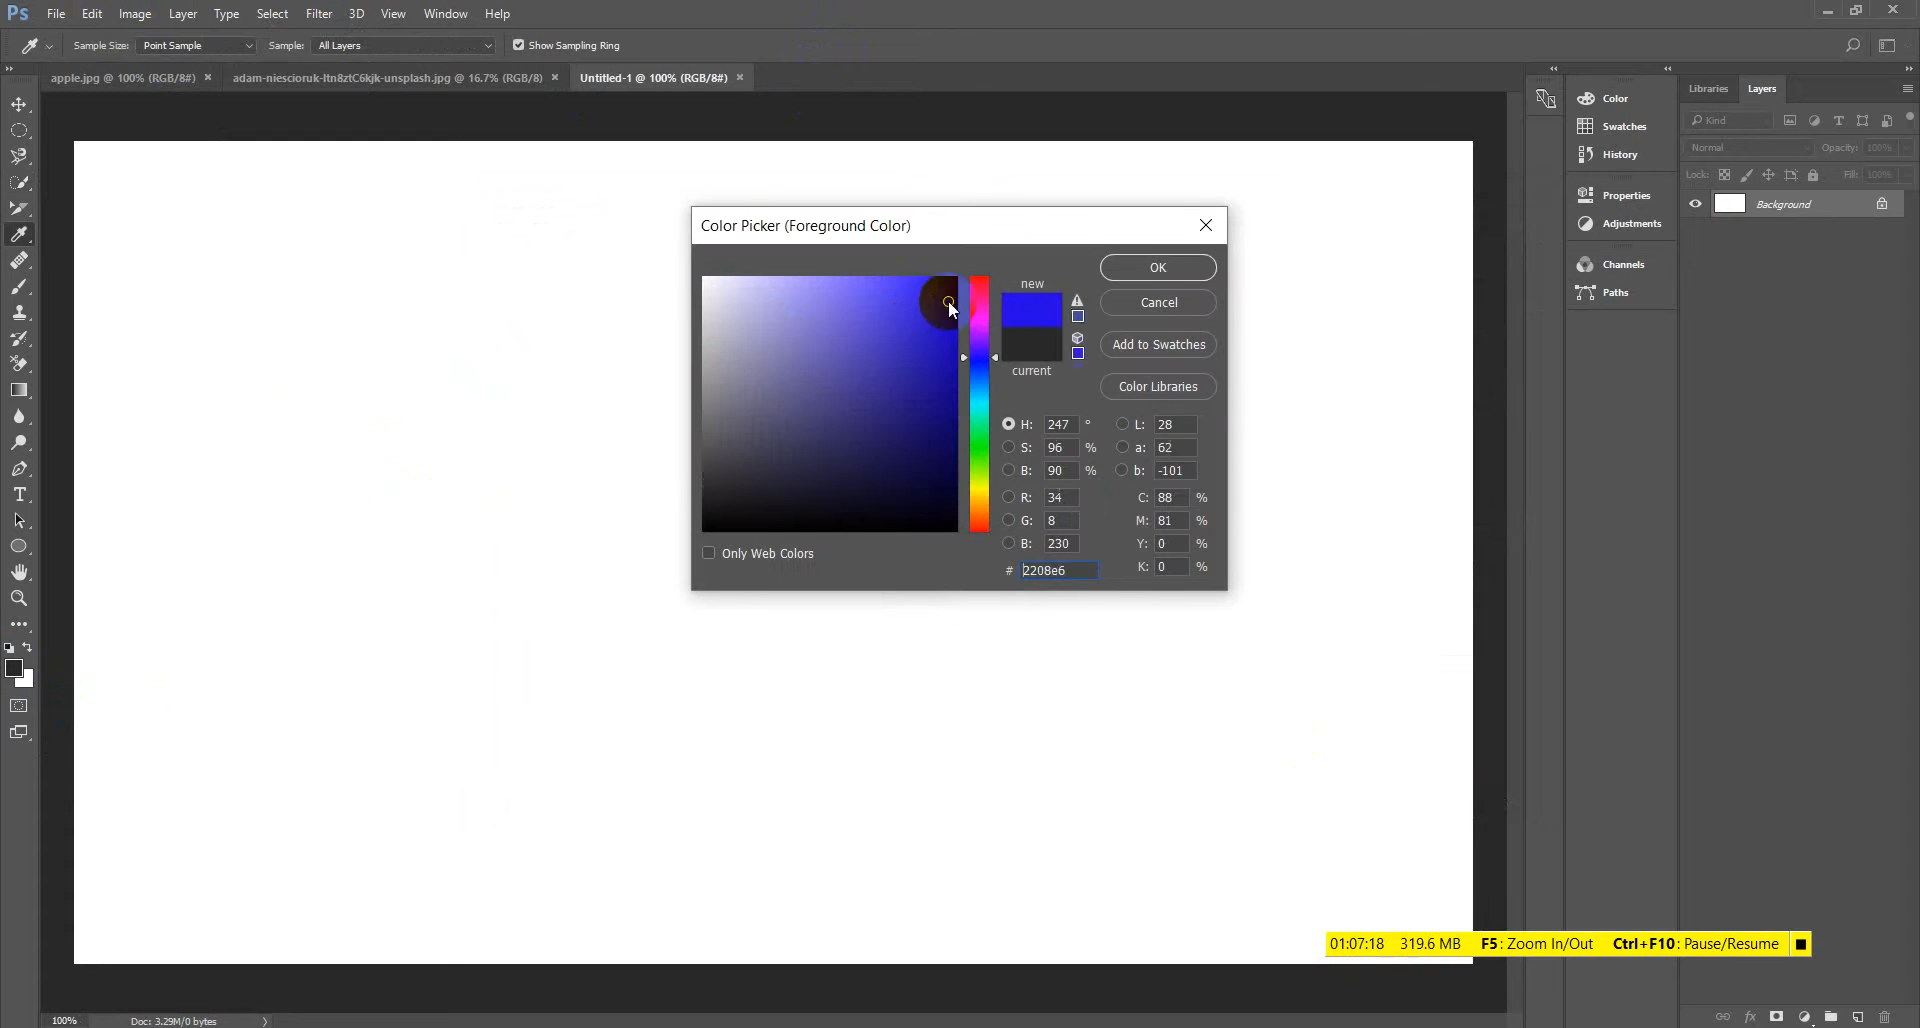 Ps File Edit Image Layer Type Select Filter 3D View Window Help
Sample Size: Point Sample Sample: All Layers Show Sampling Ring
apple.jpg @ 100% (RGB/8#) × adam-niescioruk-ltn8ztC6kjk-unsplash.jpg @ 16.7% (RGB/8) × Untitled-1 @ 100% (RGB/8#) ×
Color
Swatches
History
Properties
Adjustments
Channels
Paths
Libraries Layers
Kind
Normal Opacity: 100%
Lock: Fill: 100%
Background
Color Picker (Foreground Color)
new
current
OK
Cancel
Add to Swatches
Color Libraries
H: 247 ° L: 28
S: 96 % a: 62
B: 90 % b: -101
R: 34 C: 88 %
G: 8 M: 81 %
B: 230 Y: 0 %
# 2208e6 K: 0 %
Only Web Colors
01:07:18 319.6 MB F5: Zoom In/Out Ctrl+F10: Pause/Resume
100% Doc: 3.29M/0 bytes